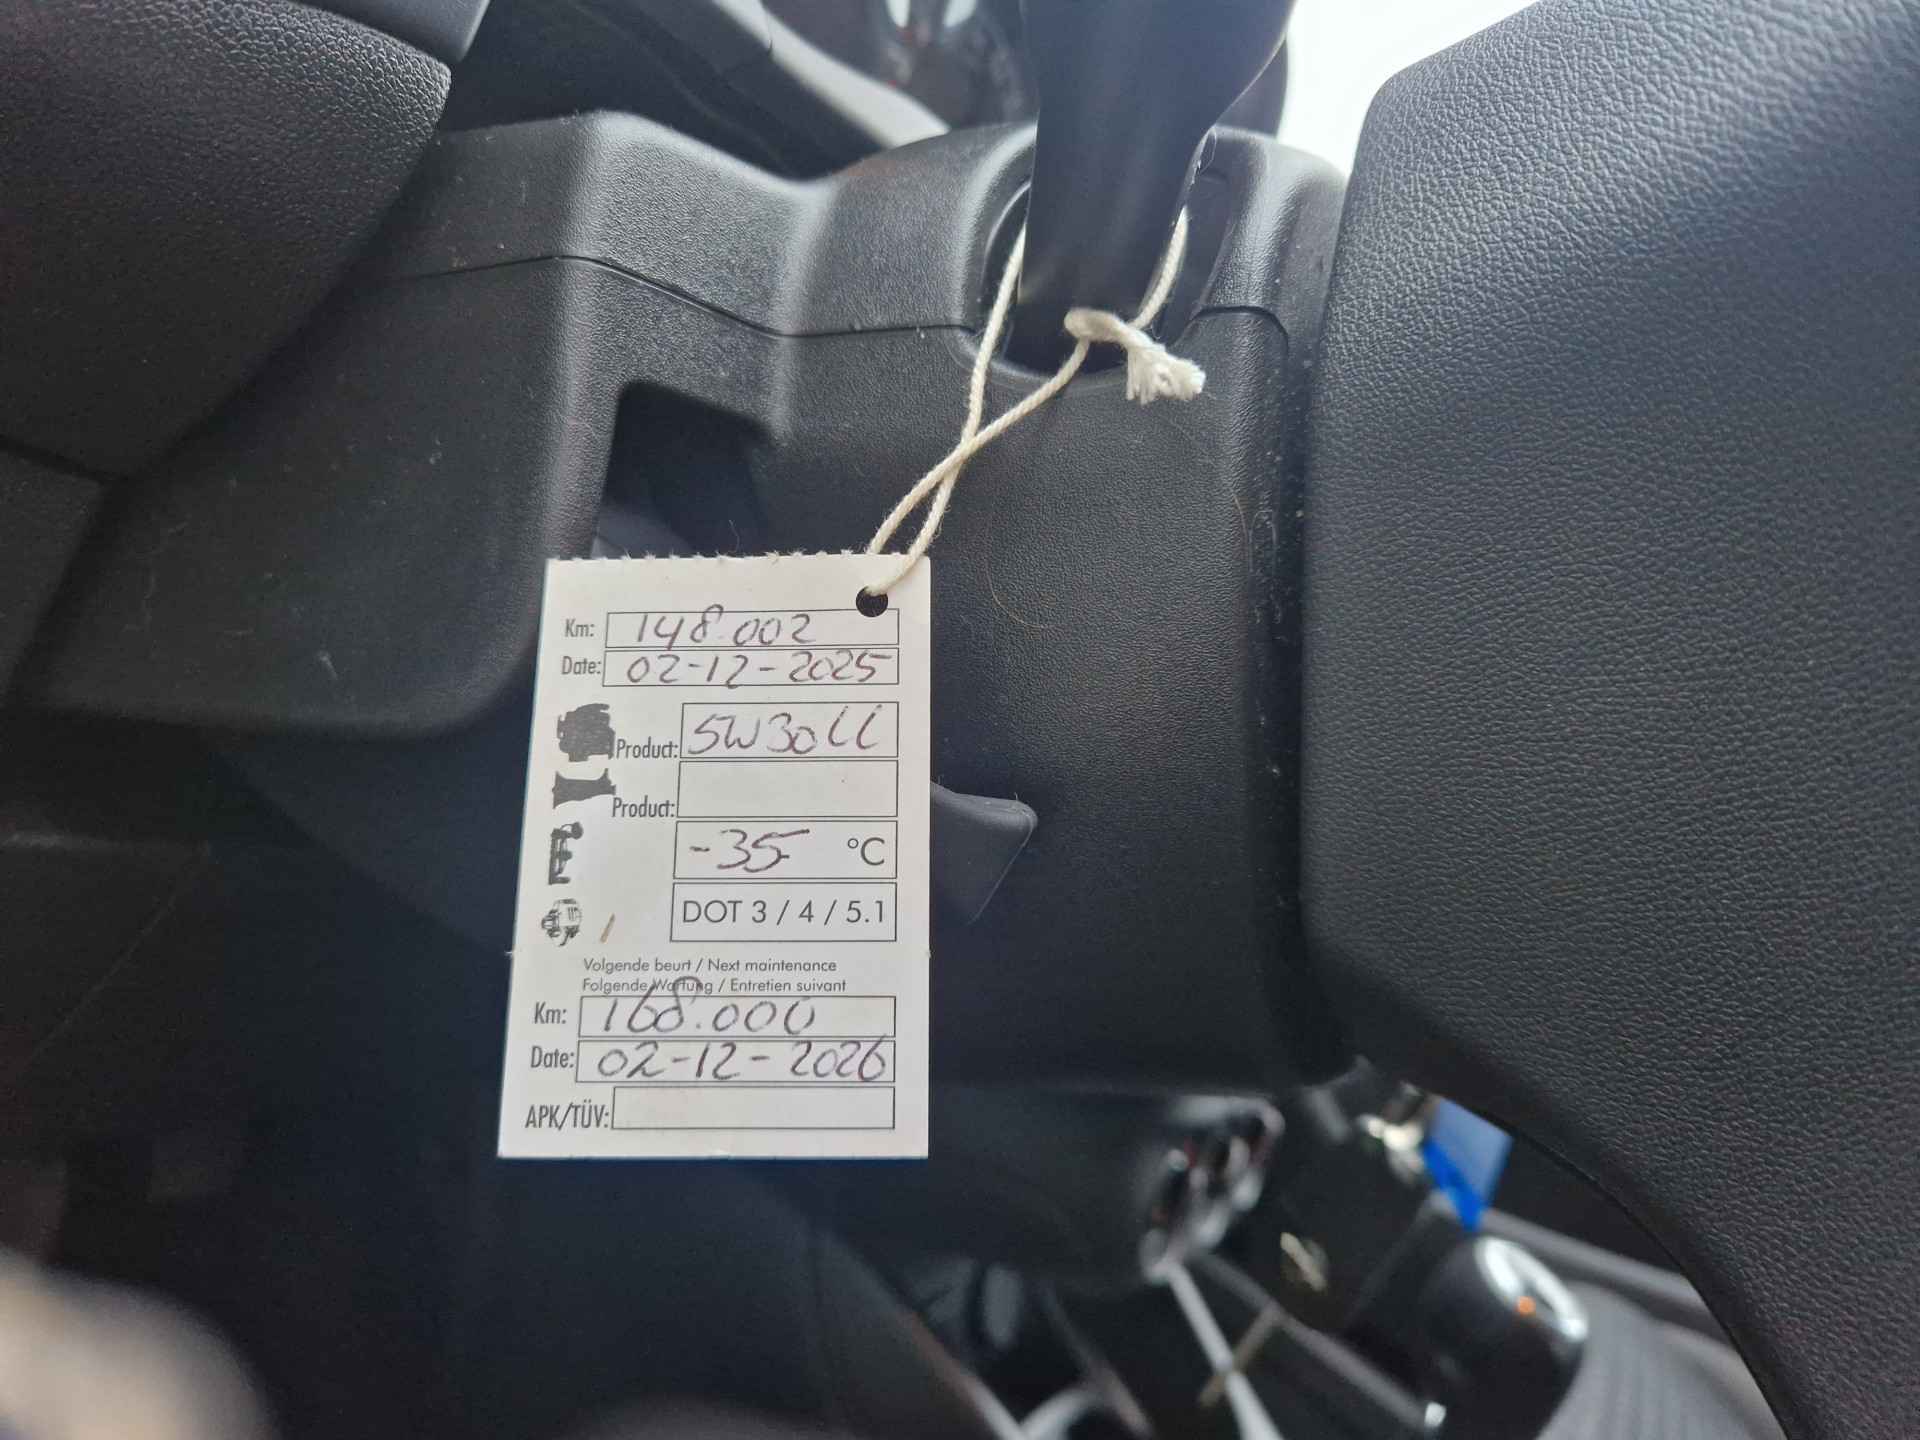 Km: 148.002
Date: 02-12-2025
Product: 5W30LL
Product:
-35 °C
DOT 3 / 4 / 5.1
Volgende beurt / Next maintenance
Folgende Wartung / Entretien suivant
Km: 168.000
Date: 02-12-2026
APK/TÜV: